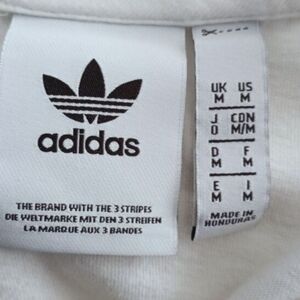 adidas
THE BRAND WITH THE 3 STRIPES
DIE WELTMARKE MIT DEN 3 STREIFEN
LA MARQUE AUX 3 BANDES
UK US
M M
J CDN
O M/M
D F
M M
E I
M M
MADE IN
HONDURAS